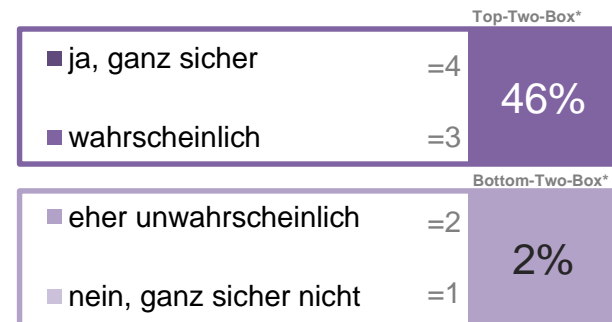 Top-Two-Box*
ja, ganz sicher =4
46%
wahrscheinlich =3
Bottom-Two-Box*
eher unwahrscheinlich =2
2%
nein, ganz sicher nicht =1